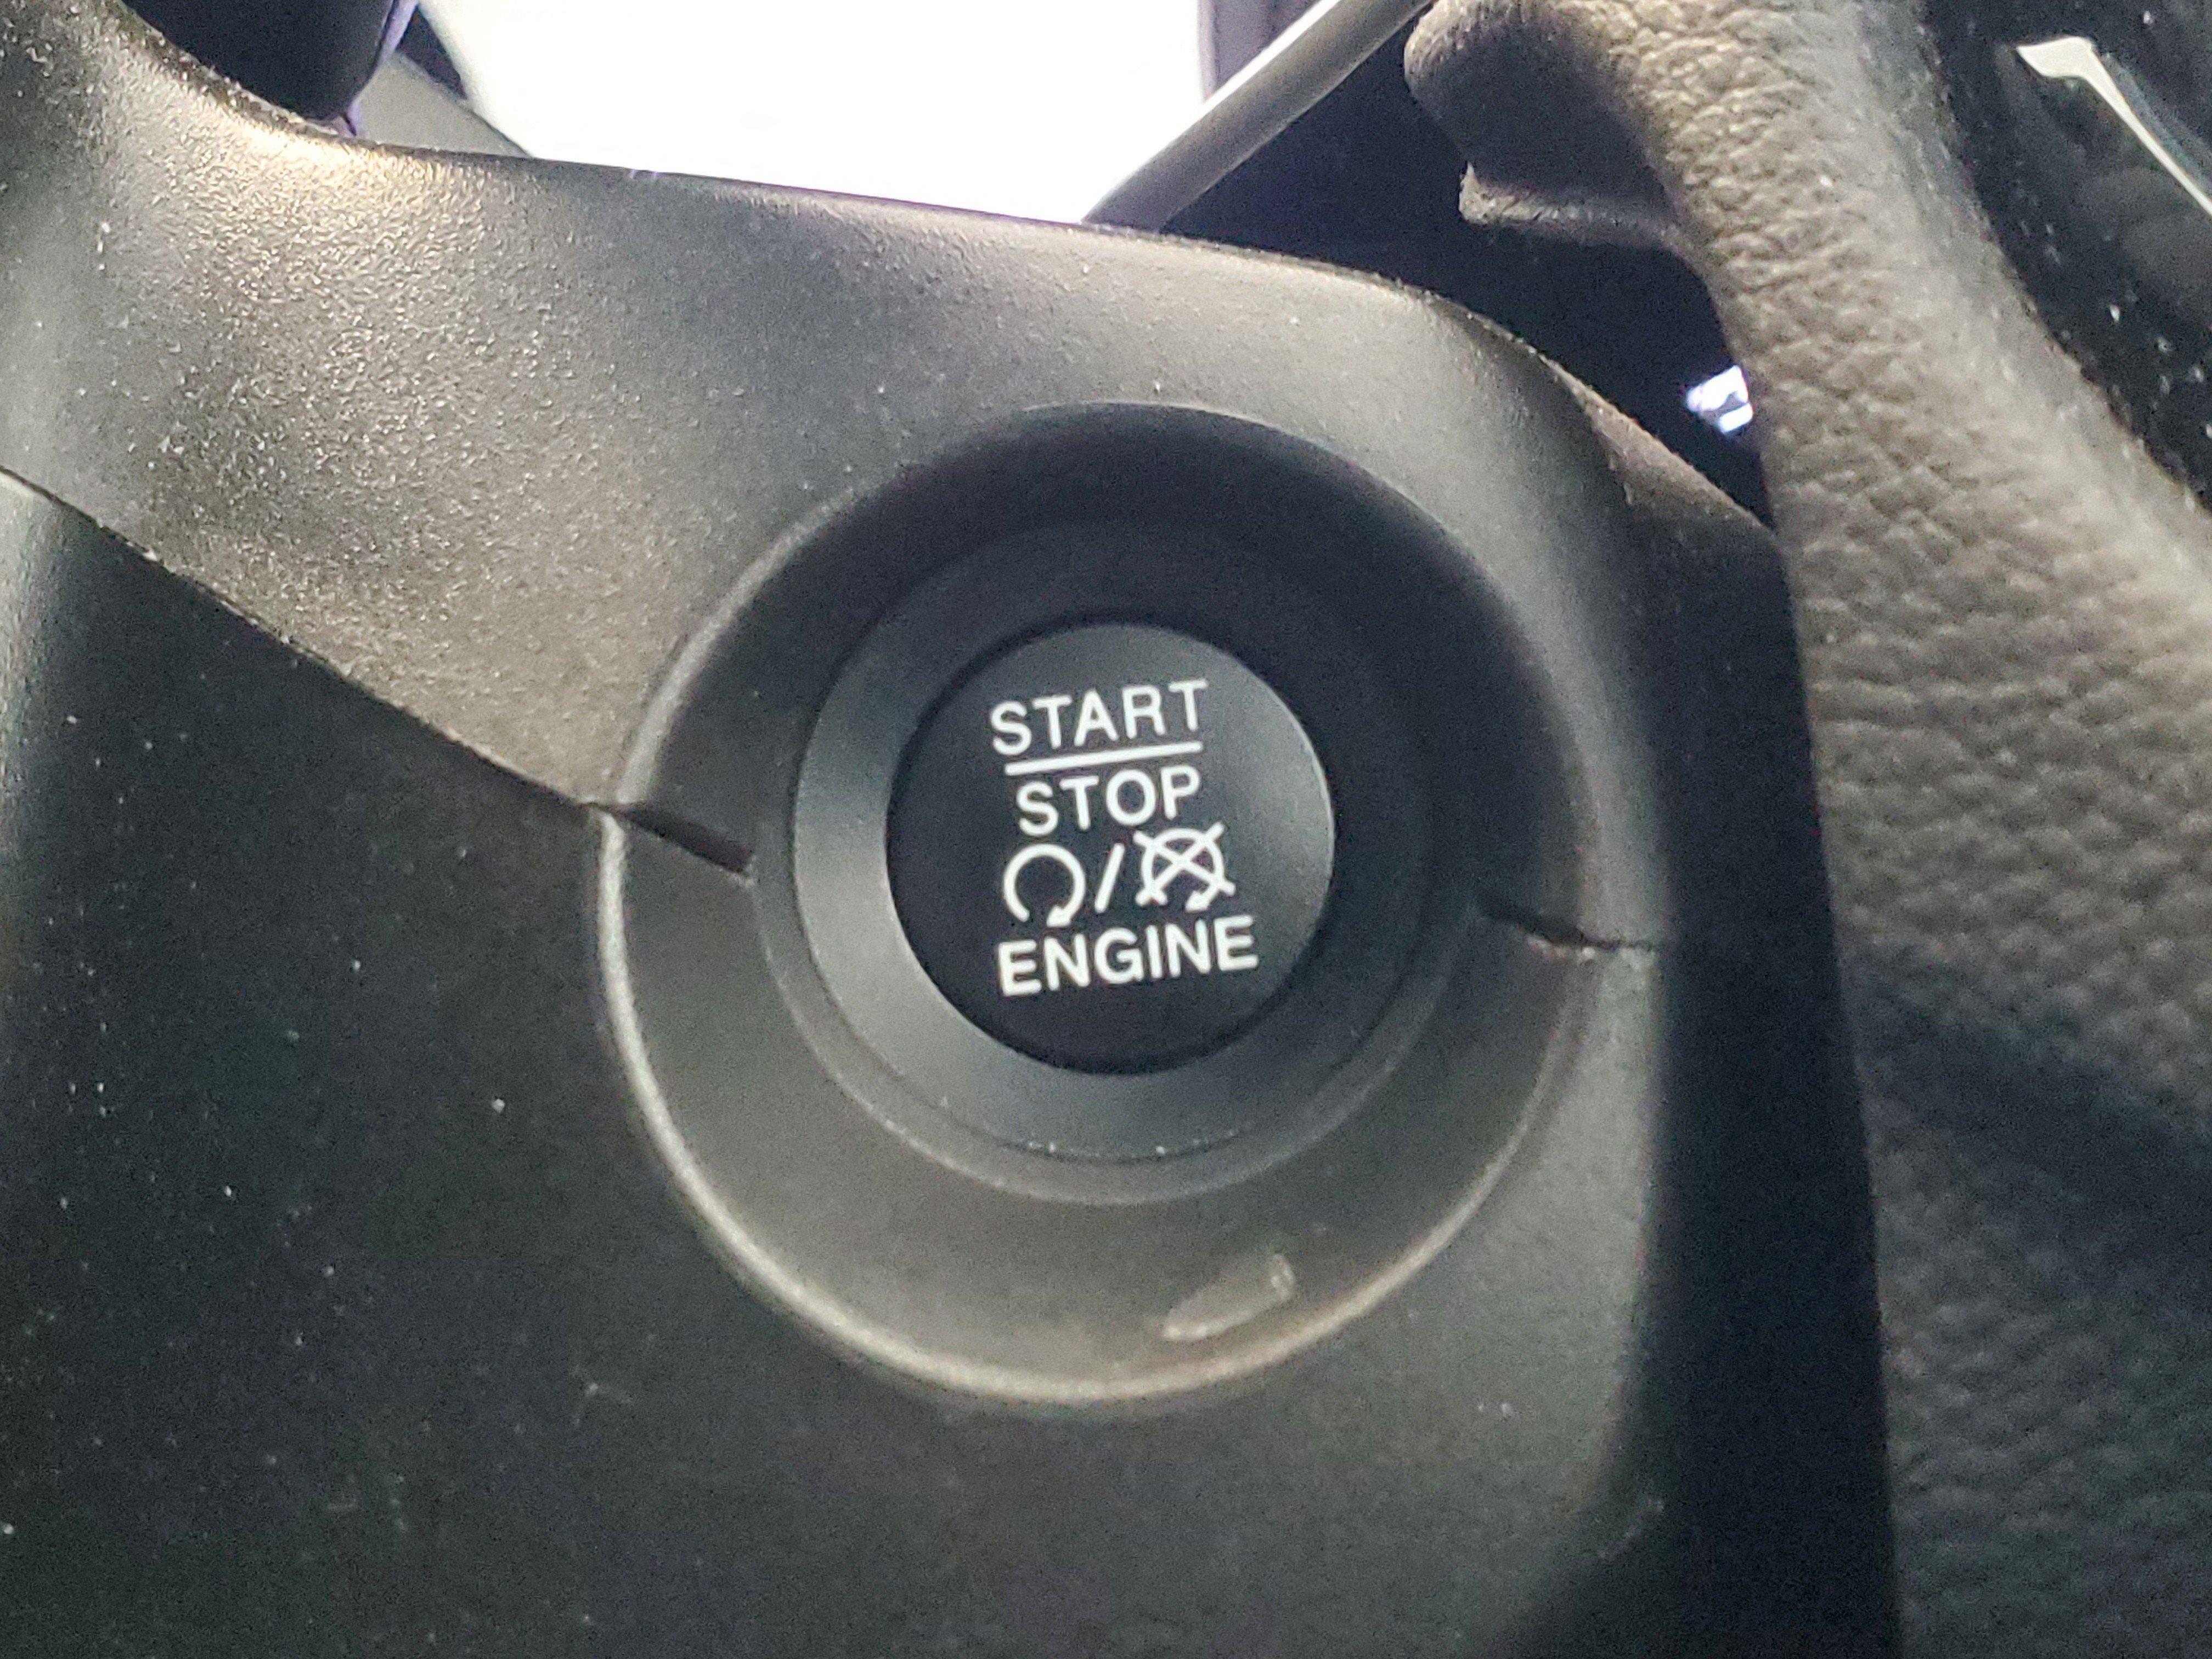 START
STOP
/
ENGINE